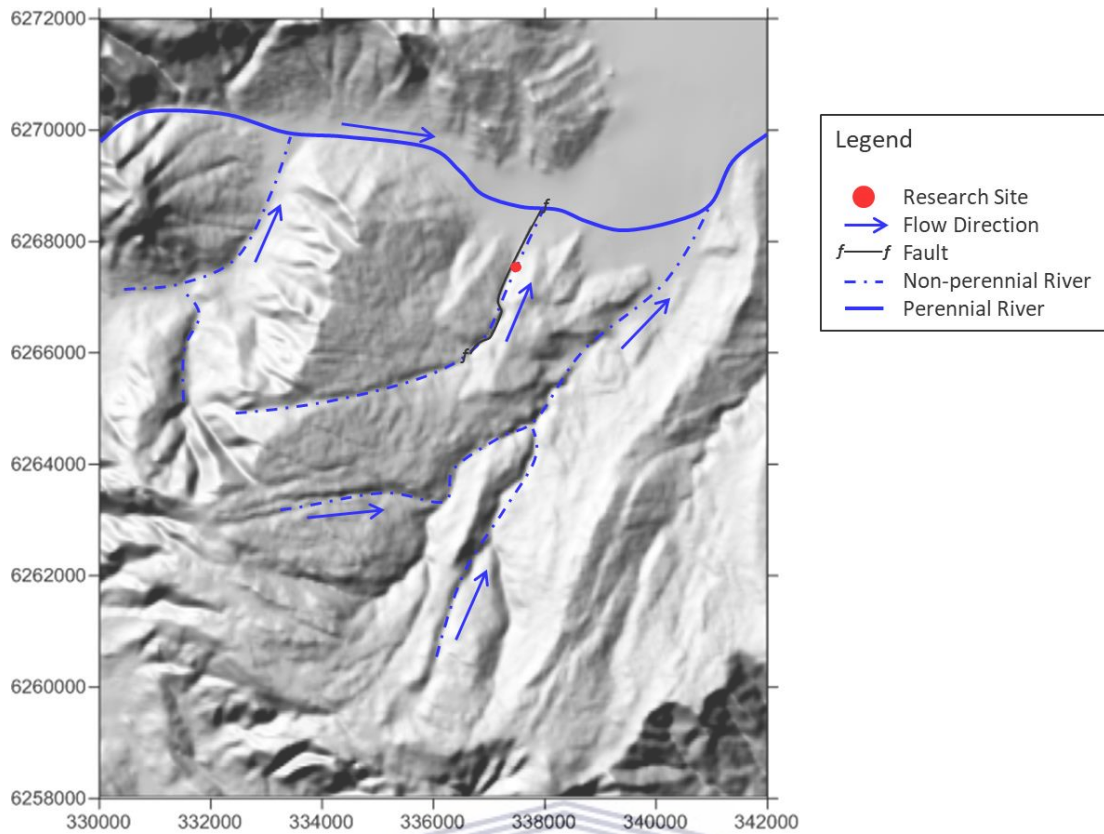 6272000
6270000
6268000
6266000
6264000
6262000
6260000
6258000
330000 332000 334000 336000 338000 340000 342000
f
f
Legend
Research Site
Flow Direction
f f Fault
Non-perennial River
Perennial River